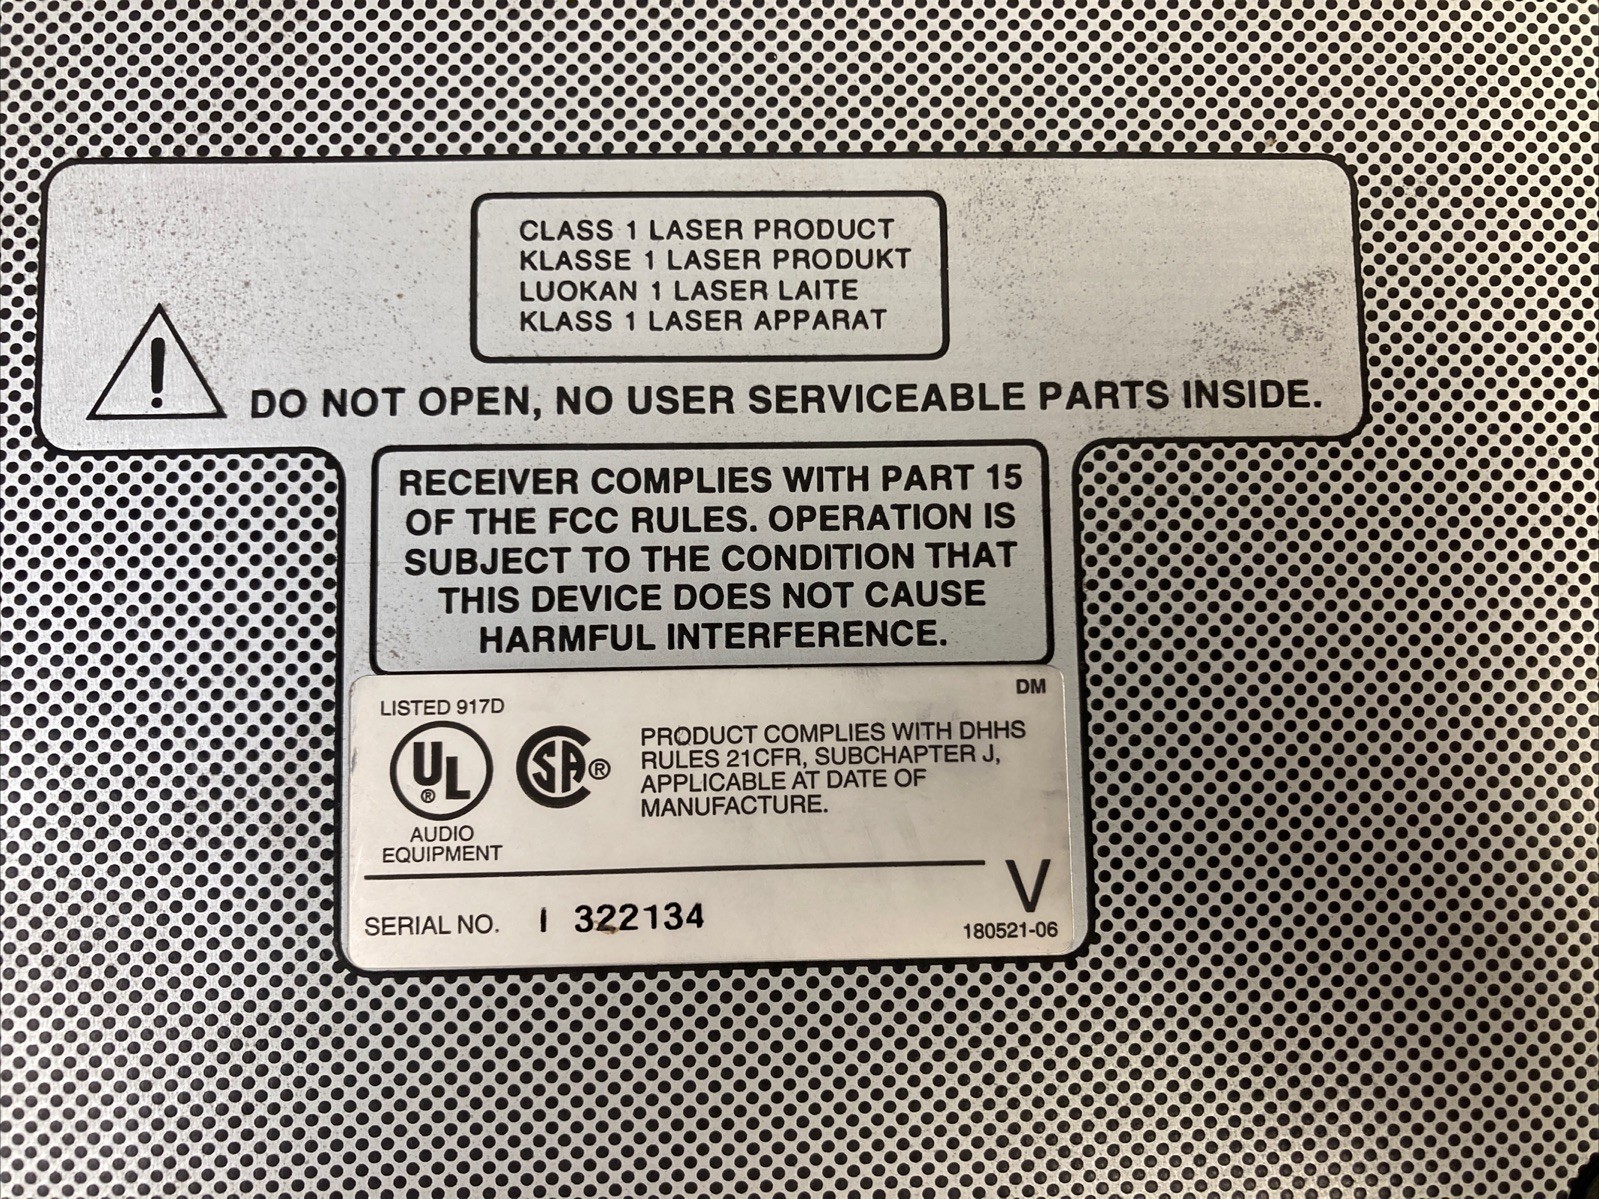 CLASS 1 LASER PRODUCT
KLASSE 1 LASER PRODUKT
LUOKAN 1 LASER LAITE
KLASS 1 LASER APPARAT
!
DO NOT OPEN, NO USER SERVICEABLE PARTS INSIDE.
RECEIVER COMPLIES WITH PART 15
OF THE FCC RULES. OPERATION IS
SUBJECT TO THE CONDITION THAT
THIS DEVICE DOES NOT CAUSE
HARMFUL INTERFERENCE.
DM
LISTED 917D
UL ®
AUDIO
EQUIPMENT
SA ®
PRODUCT COMPLIES WITH DHHS
RULES 21CFR, SUBCHAPTER J,
APPLICABLE AT DATE OF
MANUFACTURE.
V
SERIAL NO. I 322134
180521-06